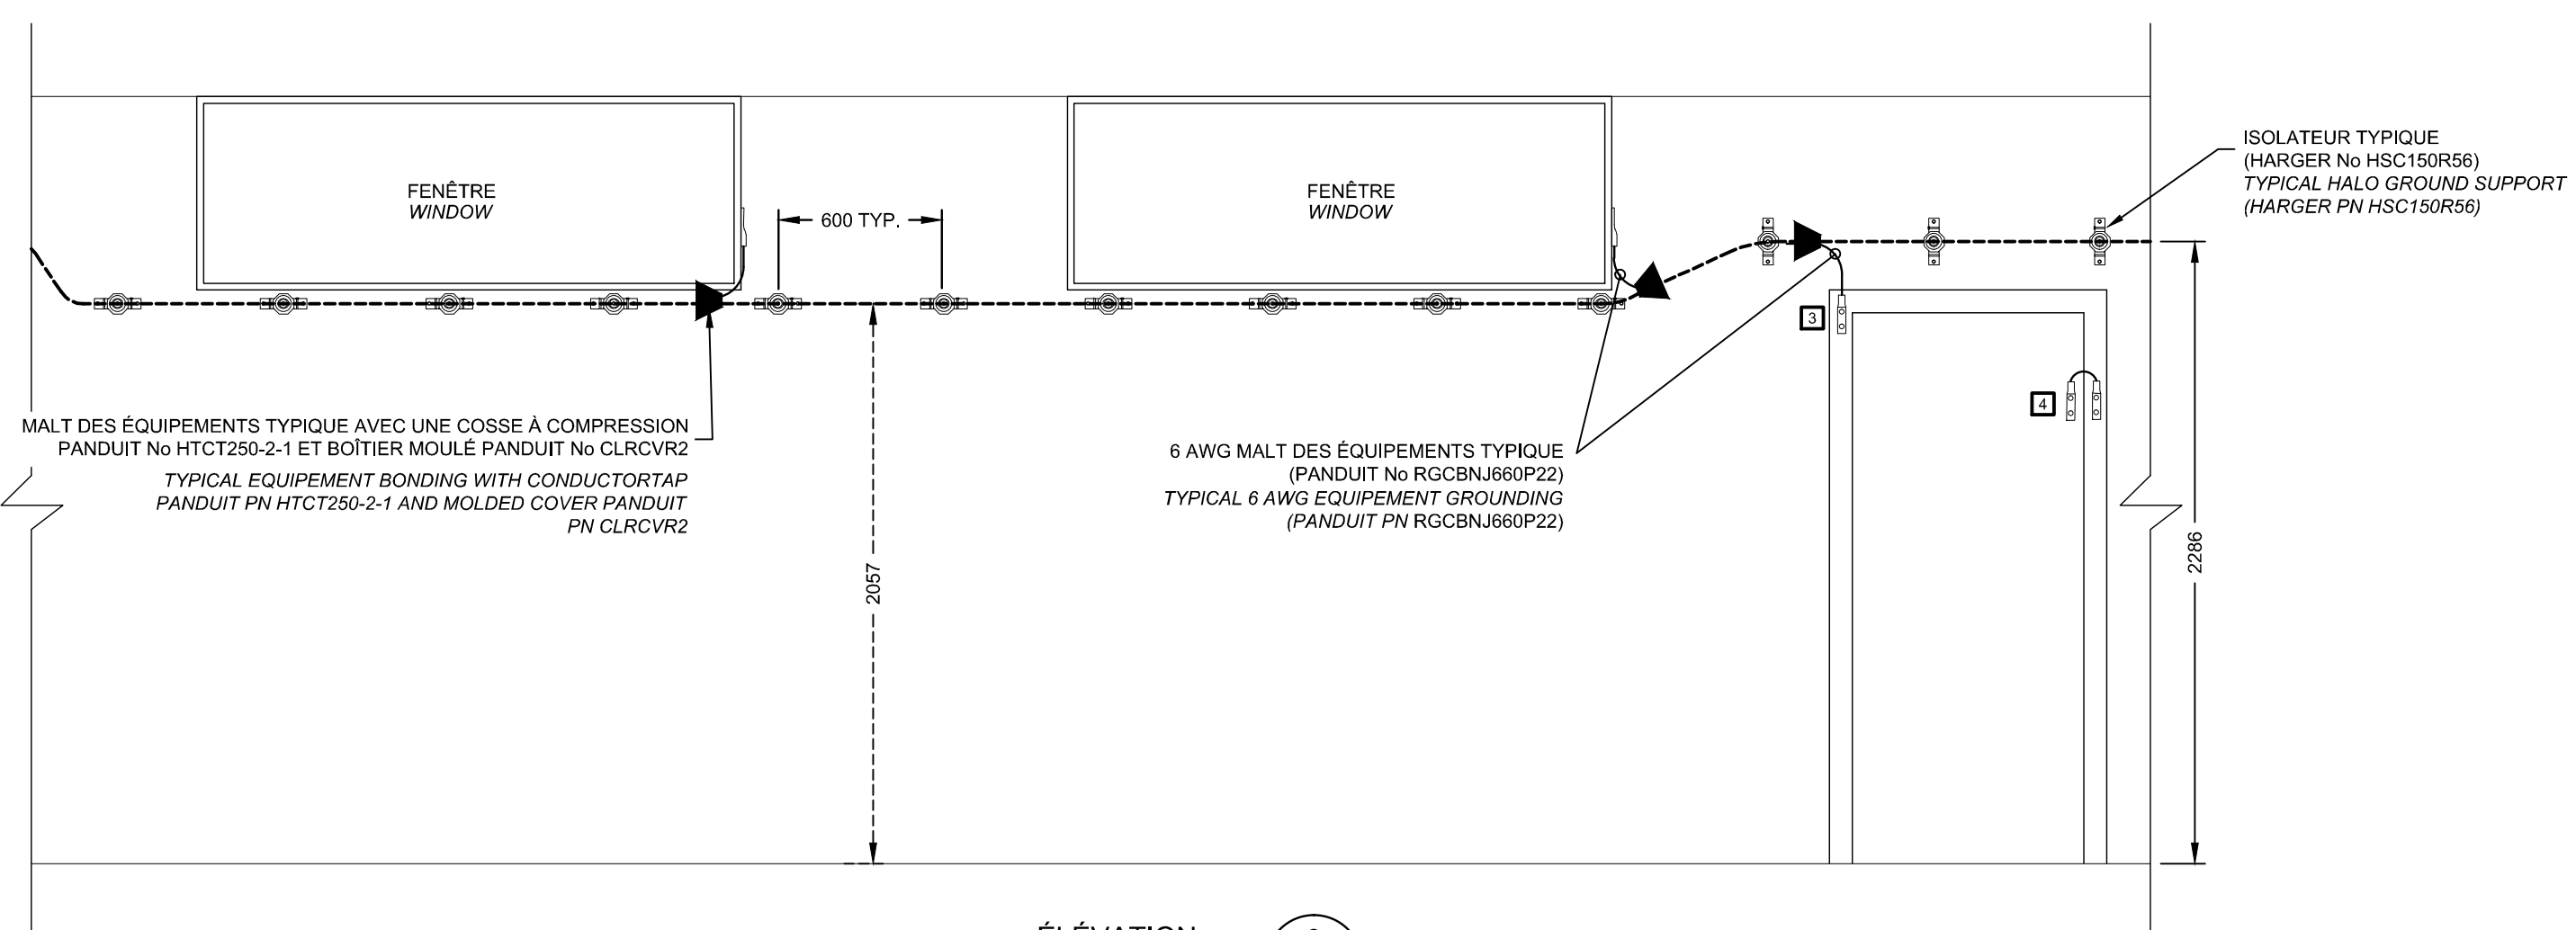 FENÊTRE
WINDOW
600 TYP.
FENÊTRE
WINDOW
ISOLATEUR TYPIQUE
(HARGER No HSC150R56)
TYPICAL HALO GROUND SUPPORT
(HARGER PN HSC150R56)
3
4
MALT DES ÉQUIPEMENTS TYPIQUE AVEC UNE COSSE À COMPRESSION
PANDUIT No HTCT250-2-1 ET BOÎTIER MOULÉ PANDUIT No CLRCVR2
TYPICAL EQUIPEMENT BONDING WITH CONDUCTORTAP
PANDUIT PN HTCT250-2-1 AND MOLDED COVER PANDUIT
PN CLRCVR2
6 AWG MALT DES ÉQUIPEMENTS TYPIQUE
(PANDUIT No RGCBNJ660P22)
TYPICAL 6 AWG EQUIPEMENT GROUNDING
(PANDUIT PN RGCBNJ660P22)
2057
2286
ÉLÉVATION